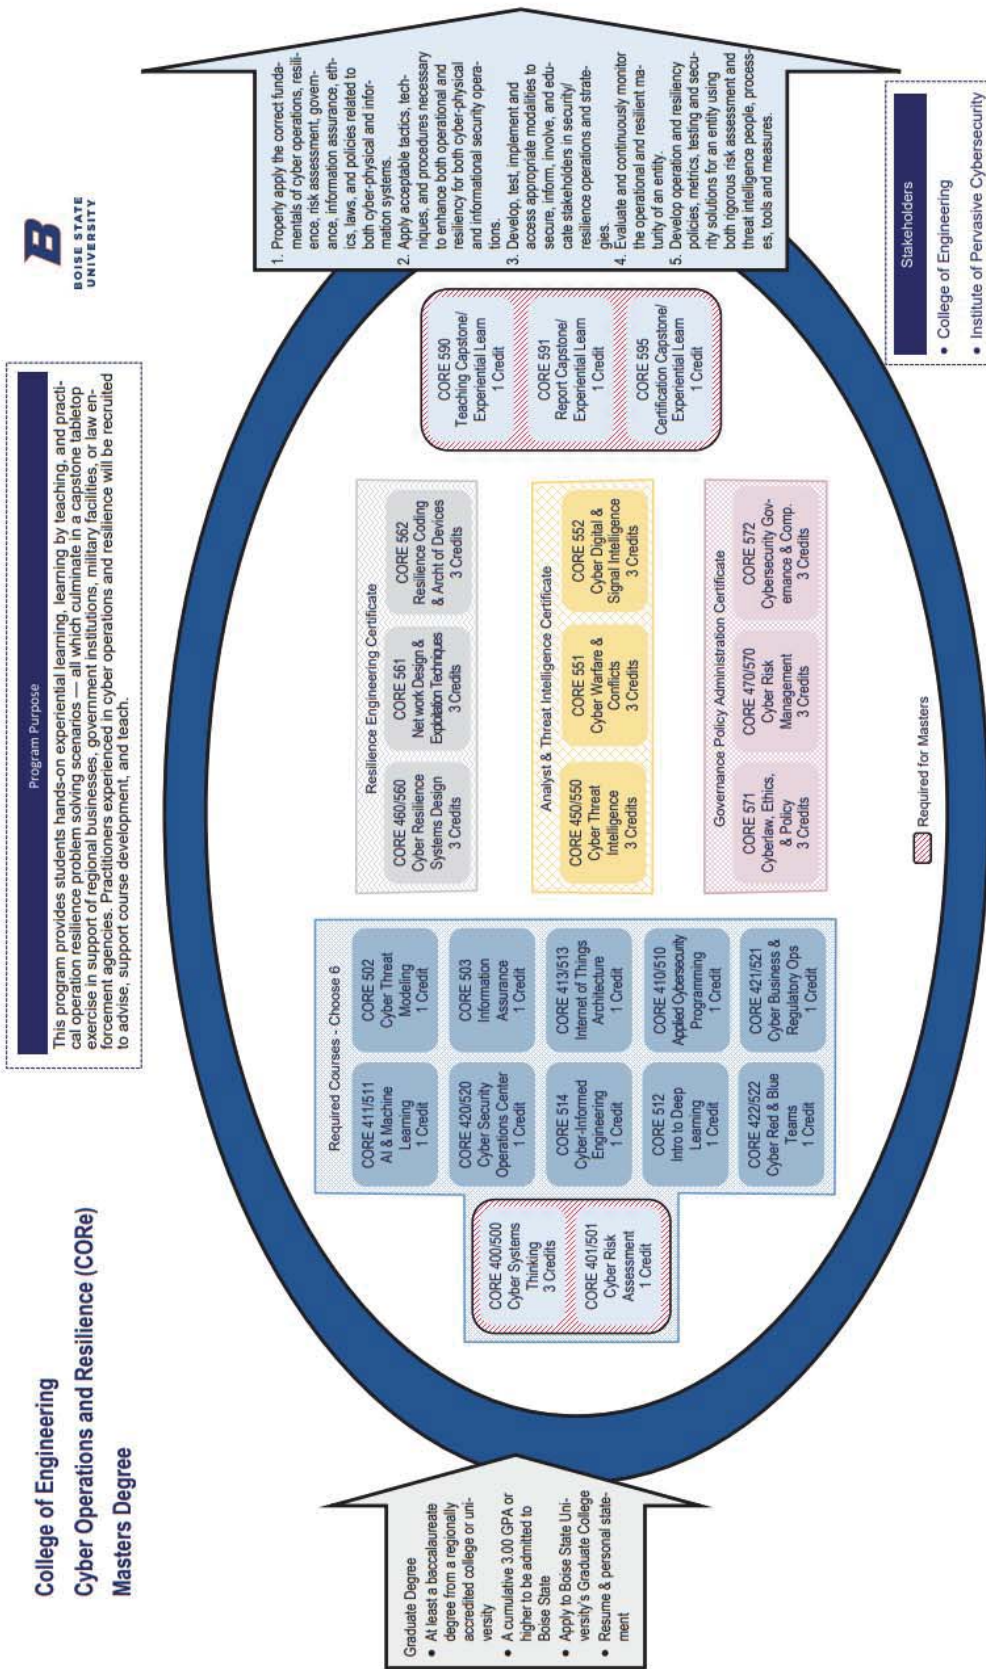 College of Engineering
Cyber Operations and Resilience (CORe)
Masters Degree
Program Purpose
This program provides students hands-on experiential learning, learning by teaching, and practi-
cal operation resilience problem solving scenarios — all which culminate in a capstone tabletop
exercise in support of regional businesses, government institutions, military facilities, or law en-
forcement agencies. Practitioners experienced in cyber operations and resilience will be recruited
to advise, support course development, and teach.
B
BOISE STATE
UNIVERSITY
Graduate Degree
• At least a baccalaureate
degree from a regionally
accredited college or uni-
versity
• A cumulative 3.00 GPA or
higher to be admitted to
Boise State
• Apply to Boise State Uni-
versity's Graduate College
• Resume & personal state-
ment
CORE 400/500
Cyber Systems
Thinking
3 Credits
CORE 401/501
Cyber Risk
Assessment
1 Credit
Required Courses - Choose 6
CORE 411/511
AI & Machine
Learning
1 Credit
CORE 502
Cyber Threat
Modeling
1 Credit
CORE 420/520
Cyber Security
Operations Center
1 Credit
CORE 503
Information
Assurance
1 Credit
CORE 514
Cyber-Informed
Engineering
1 Credit
CORE 413/513
Internet of Things
Architecture
1 Credit
CORE 512
Intro to Deep
Learning
1 Credit
CORE 410/510
Applied Cybersecurity
Programming
1 Credit
CORE 422/522
Cyber Red & Blue
Teams
1 Credit
CORE 421/521
Cyber Business &
Regulatory Ops
1 Credit
Resilience Engineering Certificate
CORE 460/560
Cyber Resilience
Systems Design
3 Credits
CORE 561
Net work Design &
Exploitation Techniques
3 Credits
CORE 562
Resilience Coding
& Archt of Devices
3 Credits
Analyst & Threat Intelligence Certificate
CORE 450/550
Cyber Threat
Intelligence
3 Credits
CORE 551
Cyber Warfare &
Conflicts
3 Credits
CORE 552
Cyber Digital &
Signal Intelligence
3 Credits
Governance Policy Administration Certificate
CORE 571
Cyberlaw, Ethics,
& Policy
3 Credits
CORE 470/570
Cyber Risk
Management
3 Credits
CORE 572
Cybersecurity Gov-
ernance & Comp.
3 Credits
CORE 590
Teaching Capstone/
Experiential Learn
1 Credit
CORE 591
Report Capstone/
Experiential Learn
1 Credit
CORE 595
Certification Capstone/
Experiential Learn
1 Credit
Required for Masters
1. Properly apply the correct funda-
mentals of cyber operations, resili-
ence, risk assessment, govern-
ance, information assurance, eth-
ics, laws, and policies related to
both cyber-physical and infor-
mation systems.
2. Apply acceptable tactics, tech-
niques, and procedures necessary
to enhance both operational and
resiliency for both cyber-physical
and informational security opera-
tions.
3. Develop, test, implement and
access appropriate modalities to
secure, inform, involve, and edu-
cate stakeholders in security/
resilience operations and strate-
gies.
4. Evaluate and continuously monitor
the operational and resilient ma-
turity of an entity.
5. Develop operation and resiliency
policies, metrics, testing and secu-
rity solutions for an entity using
both rigorous risk assessment and
threat intelligence people, process-
es, tools and measures.
Stakeholders
• College of Engineering
• Institute of Pervasive Cybersecurity